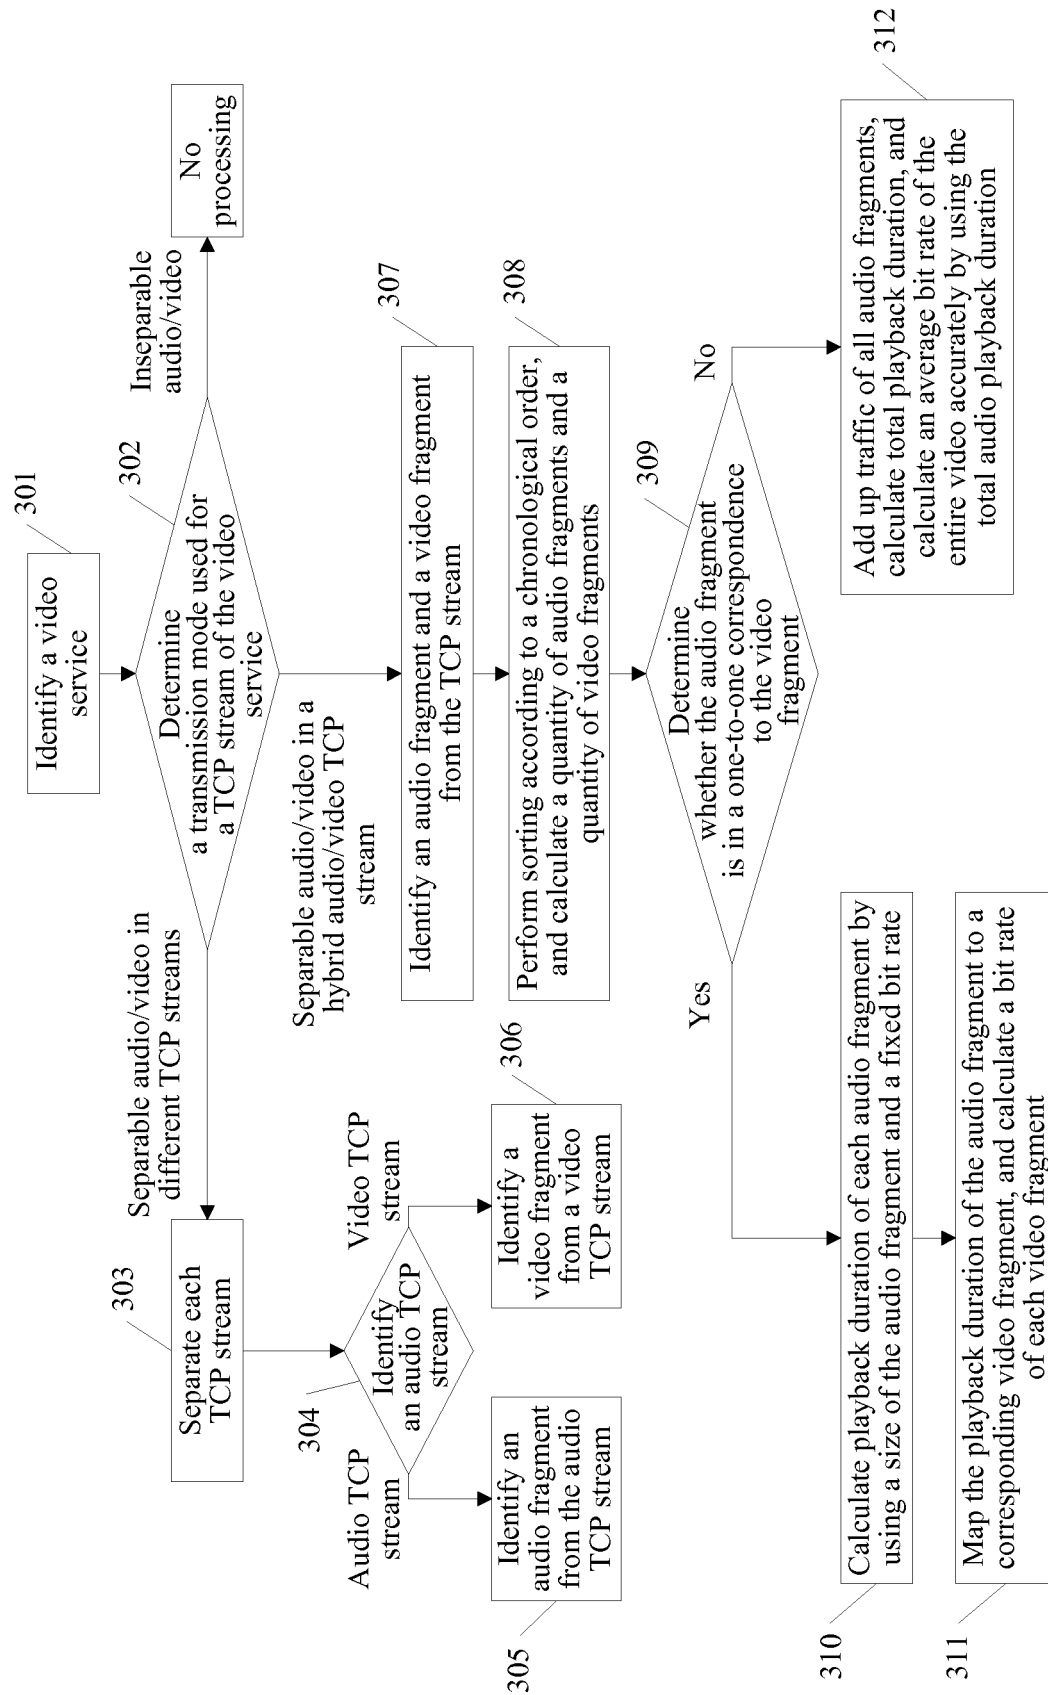 301
Identify a video
service
302
Determine
a transmission mode used for
a TCP stream of the video
service
Inseparable
audio/video
No
processing
Separable audio/video in
different TCP streams
303
Separate each
TCP stream
304
Identify
an audio TCP
stream
Audio TCP
stream
Video TCP
stream
305
Identify an
audio fragment
from the audio
TCP stream
306
Identify a
video fragment
from a video
TCP stream
Separable audio/video in a
hybrid audio/video TCP
stream
307
Identify an audio fragment and a video fragment
from the TCP stream
308
Perform sorting according to a chronological order,
and calculate a quantity of audio fragments and a
quantity of video fragments
309
Determine
whether the audio fragment
is in a one-to-one correspondence
to the video
fragment
Yes
No
310
Calculate playback duration of each audio fragment by
using a size of the audio fragment and a fixed bit rate
311
Map the playback duration of the audio fragment to a
corresponding video fragment, and calculate a bit rate
of each video fragment
312
Add up traffic of all audio fragments,
calculate total playback duration, and
calculate an average bit rate of the
entire video accurately by using the
total audio playback duration